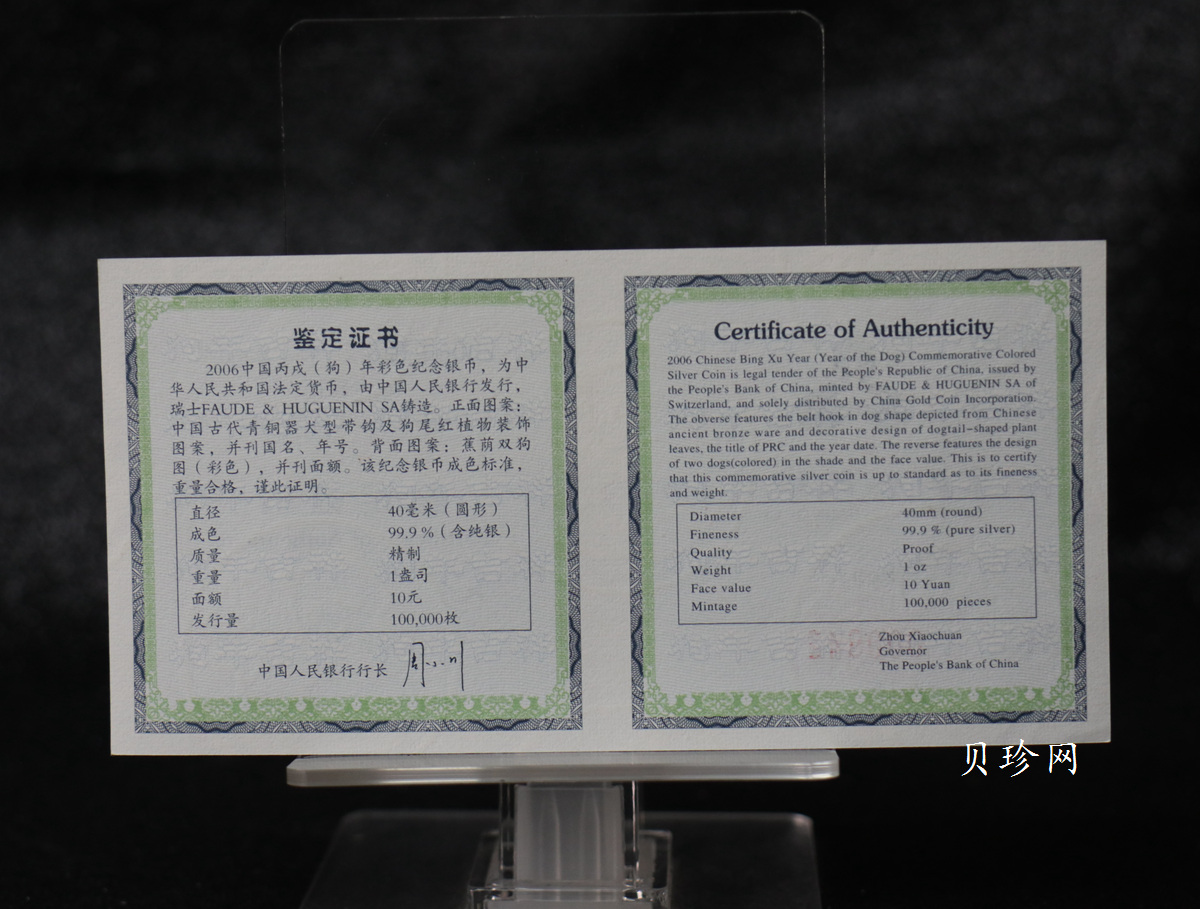 鉴定证书
2006中国丙戌（狗）年彩色纪念银币，为中
华人民共和国法定货币，由中国人民银行发行，
瑞士FAUDE & HUGUENIN SA铸造。正面图案：
中国古代青铜器犬型带钩及狗尾红植物装饰
图案，并刊国名、年号。背面图案：蕉荫双狗
图（彩色），并刊面额。该纪念银币成色标准，
重量合格，谨此证明。
直径 40毫米（圆形）
成色 99.9 %（含纯银）
质量 精制
重量 1盎司
面额 10元
发行量 100,000枚
中国人民银行行长 周小川
Certificate of Authenticity
2006 Chinese Bing Xu Year (Year of the Dog) Commemorative Colored
Silver Coin is legal tender of the People's Republic of China, issued by
the People's Bank of China, minted by FAUDE & HUGUENIN SA of
Switzerland, and solely distributed by China Gold Coin Incorporation.
The obverse features the belt hook in dog shape depicted from Chinese
ancient bronze ware and decorative design of dogtail-shaped plant
leaves, the title of PRC and the year date. The reverse features the design
of two dogs(colored) in the shade and the face value. This is to certify
that this commemorative silver coin is up to standard as to its fineness
and weight.
Diameter 40mm (round)
Fineness 99.9 % (pure silver)
Quality Proof
Weight 1 oz
Face value 10 Yuan
Mintage 100,000 pieces
Zhou Xiaochuan
Governor
The People's Bank of China
贝珍网